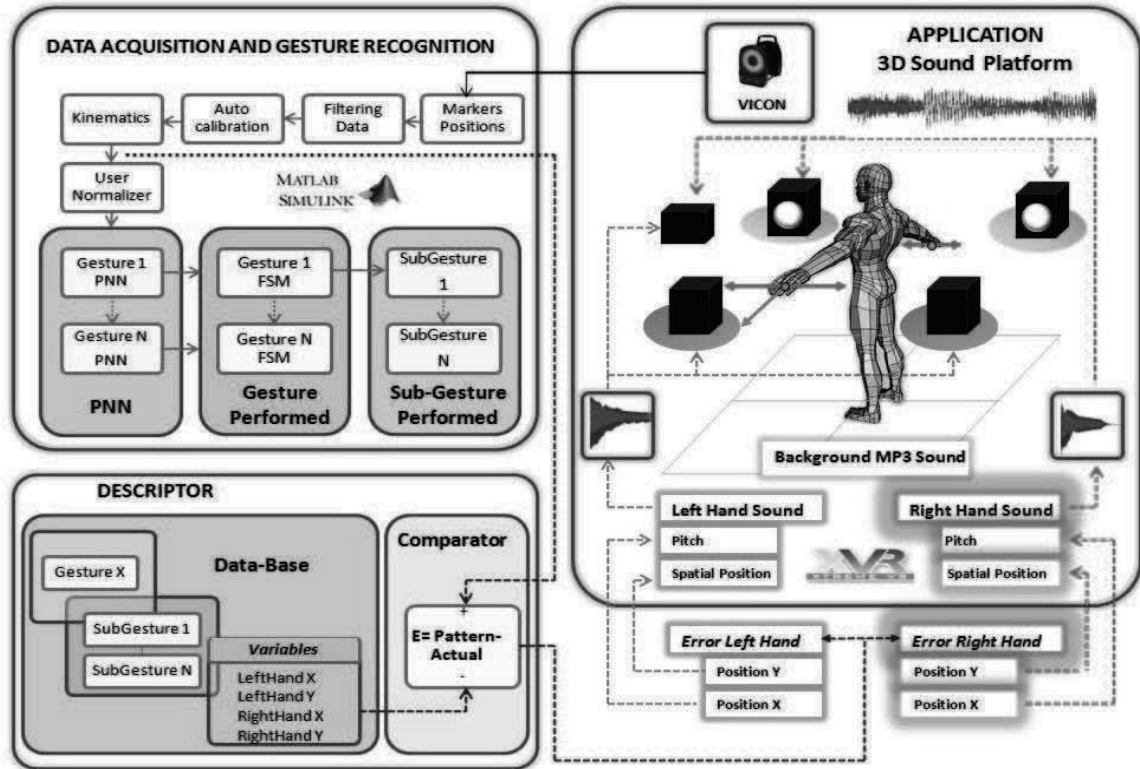 DATA ACQUISITION AND GESTURE RECOGNITION
Kinematics
Auto
calibration
Filtering
Data
Markers
Positions
User
Normalizer
MATLAB
SIMULINK
Gesture 1
PNN
Gesture N
PNN
PNN
Gesture 1
FSM
Gesture N
FSM
Gesture
Performed
SubGesture
1
SubGesture
N
Sub-Gesture
Performed
APPLICATION
3D Sound Platform
VICON
Background MP3 Sound
Left Hand Sound
Pitch
Spatial Position
Right Hand Sound
Pitch
Spatial Position
XVR
XTREME VR
DESCRIPTOR
Data-Base
Gesture X
SubGesture 1
SubGesture N
Variables
LeftHand X
LeftHand Y
RightHand X
RightHand Y
Comparator
+
E= Pattern-
Actual
-
Error Left Hand
Position Y
Position X
Error Right Hand
Position Y
Position X